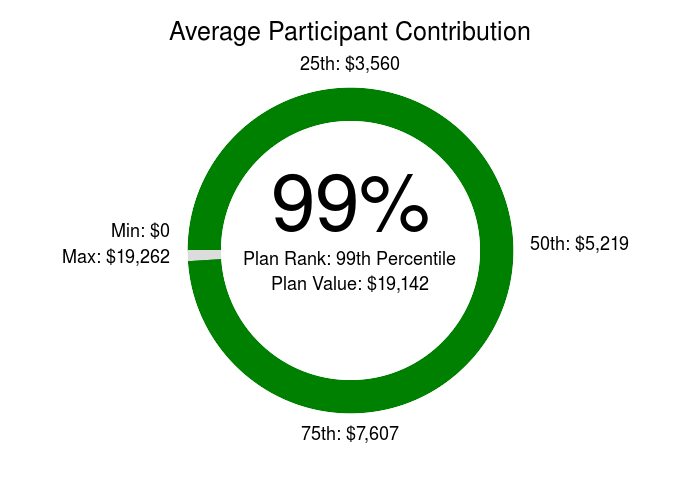 Average Participant Contribution
25th: $3,560
99%
Min: $0
50th: $5,219
Max: $19,262
Plan Rank: 99th Percentile
Plan Value: $19,142
75th: $7,607